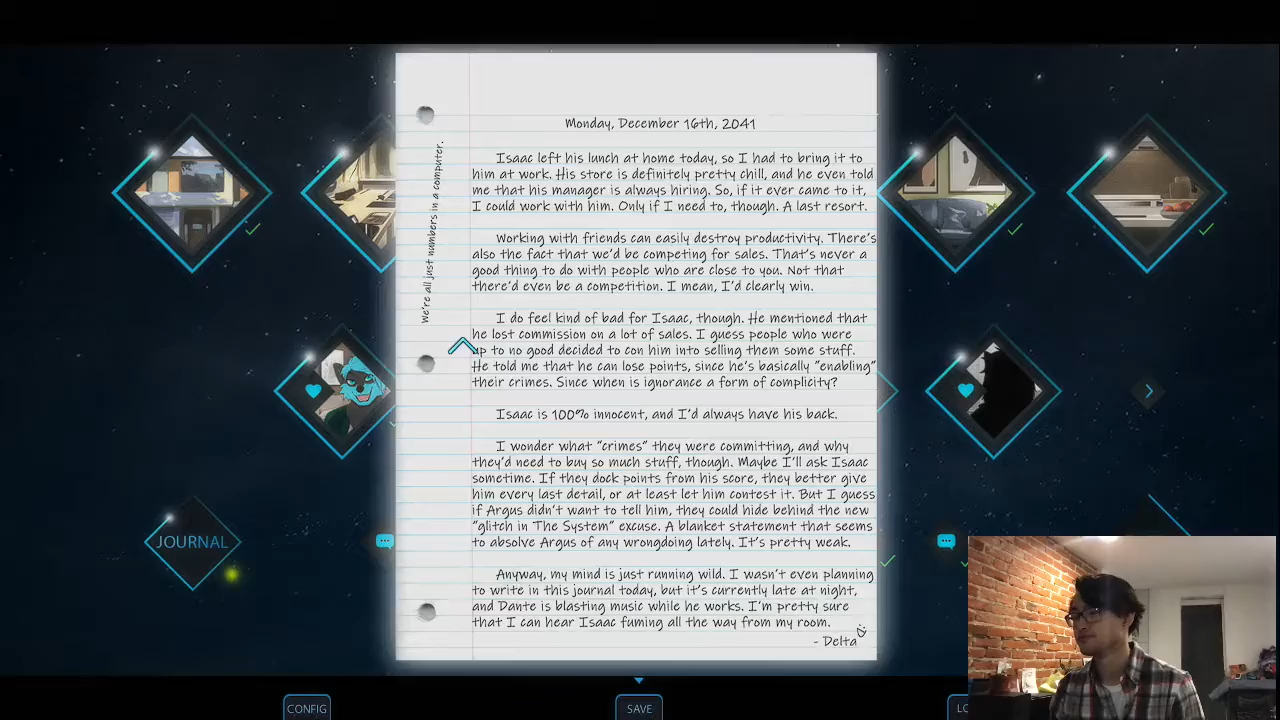 Monday, December 16th, 2041
Isaac left his lunch at home today, so I had to bring it to
him at work. His store is definitely pretty chill, and he even told
me that his manager is always hiring. So, if it ever came to it,
I could work with him. Only if I need to, though. A last resort.
Working with friends can easily destroy productivity. There's
also the fact that we'd be competing for sales. That's never a
good thing to do with people who are close to you. Not that
there'd even be a competition. I mean, I'd clearly win.
I do feel kind of bad for Isaac, though. He mentioned that
he lost commission on a lot of sales. I guess people who were
up to no good decided to con him into selling them some stuff.
He told me that he can lose points, since he's basically "enabling"
their crimes. Since when is ignorance a form of complicity?
Isaac is 100% innocent, and I'd always have his back.
I wonder what "crimes" they were committing, and why
they'd need to buy so much stuff, though. Maybe I'll ask Isaac
sometime. If they dock points from his score, they better give
him every last detail, or at least let him contest it. But I guess
if Argus didn't want to tell him, they could hide behind the new
"glitch in The System" excuse. A blanket statement that seems
to absolve Argus of any wrongdoing lately. It's pretty weak.
Anyway, my mind is just running wild. I wasn't even planning
to write in this journal today, but it's currently late at night,
and Dante is blasting music while he works. I'm pretty sure
that I can hear Isaac fuming all the way from my room.
- Delta
We're all just numbers in a computer.
JOURNAL
CONFIG
SAVE